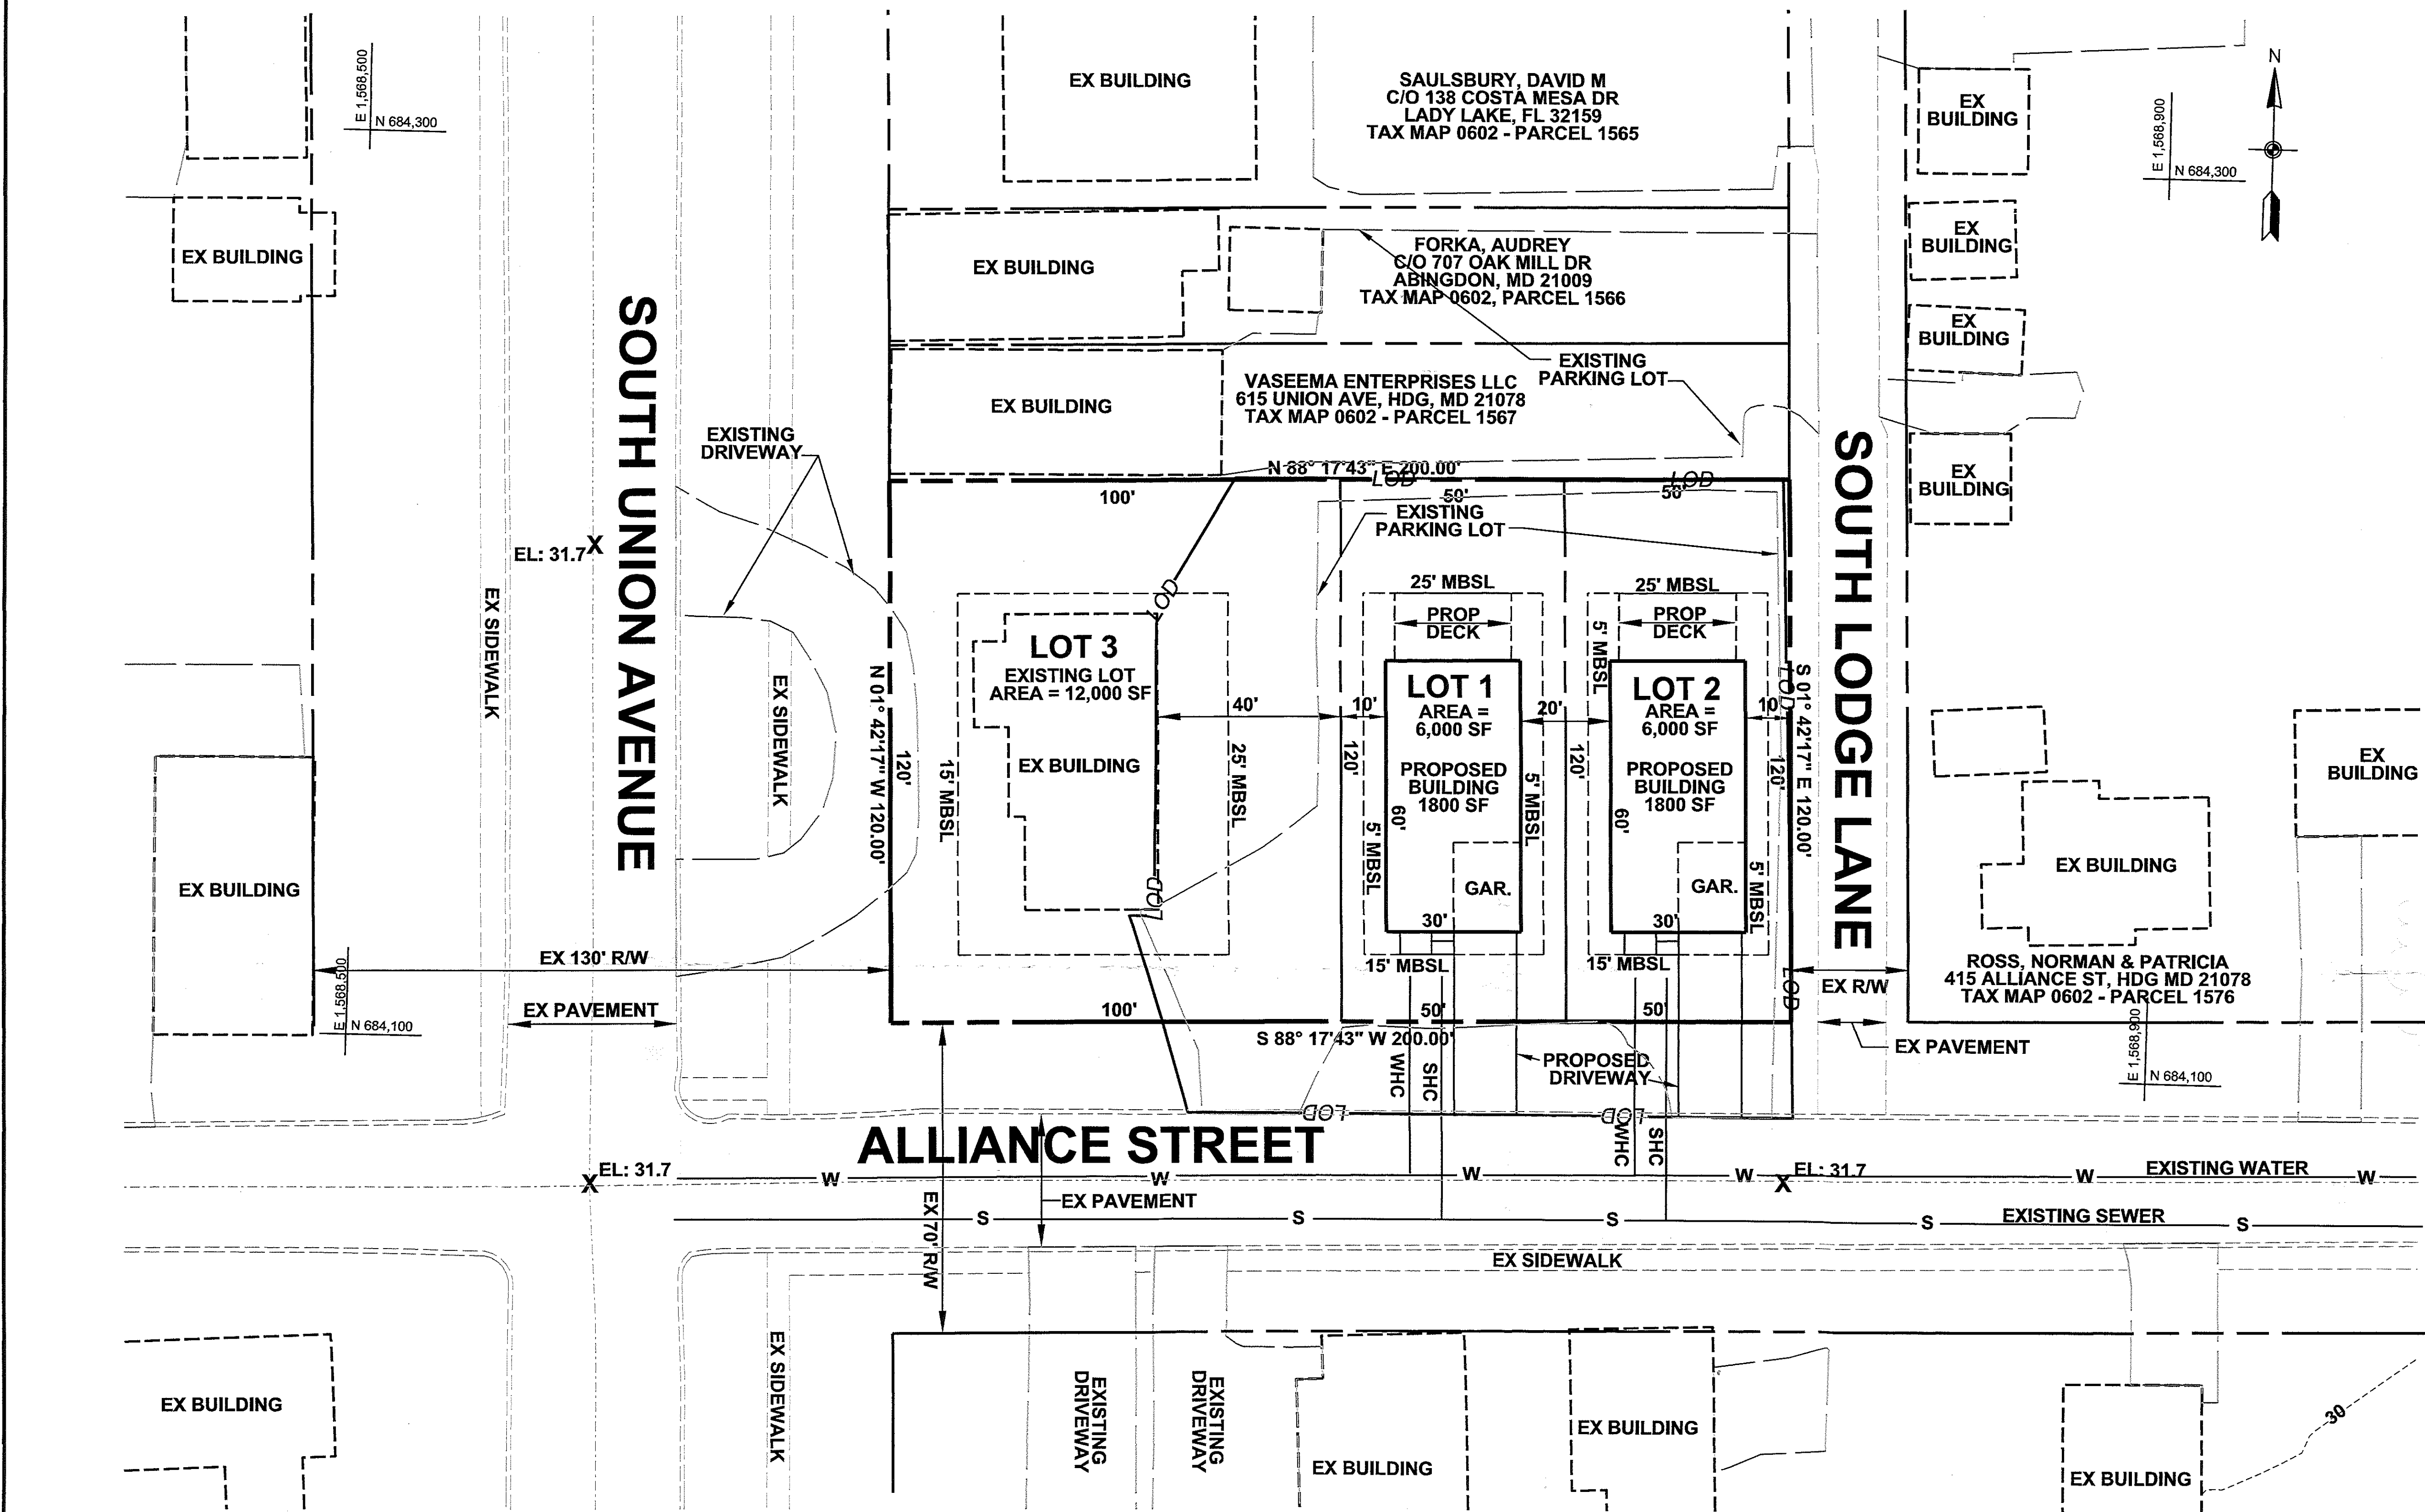 E 1,568,500
N 684,300
EX BUILDING
SAULSBURY, DAVID M
C/O 138 COSTA MESA DR
LADY LAKE, FL 32159
TAX MAP 0602 - PARCEL 1565
EX
BUILDING
E 1,568,900
N 684,300
N
EX BUILDING
EX BUILDING
FORKA, AUDREY
C/O 707 OAK MILL DR
ABINGDON, MD 21009
TAX MAP 0602, PARCEL 1566
EX
BUILDING
EX
BUILDING
SOUTH UNION AVENUE
EX BUILDING
VASEEMA ENTERPRISES LLC
615 UNION AVE, HDG, MD 21078
TAX MAP 0602 - PARCEL 1567
EXISTING
PARKING LOT
EXISTING
DRIVEWAY
SOUTH LODGE LANE
EX
BUILDING
N 88° 17'43" E 200.00'
LOD
LOD
100'
50'
50'
EXISTING
PARKING LOT
EL: 31.7
X
EX SIDEWALK
EX SIDEWALK
LOD
25' MBSL
25' MBSL
PROP
DECK
PROP
DECK
LOT 3
EXISTING LOT
AREA = 12,000 SF
EX BUILDING
N 01° 42'17" W 120.00'
120'
15' MBSL
40'
25' MBSL
10'
120'
5' MBSL
LOT 1
AREA =
6,000 SF
PROPOSED
BUILDING
1800 SF
60'
GAR.
30'
5' MBSL
20'
120'
5' MBSL
LOT 2
AREA =
6,000 SF
PROPOSED
BUILDING
1800 SF
60'
GAR.
30'
5' MBSL
10'
120'
LOD
S 01° 42'17" E 120.00'
LOD
LOD
EX
BUILDING
EX BUILDING
EX BUILDING
EX 130' R/W
15' MBSL
15' MBSL
EX R/W
ROSS, NORMAN & PATRICIA
415 ALLIANCE ST, HDG MD 21078
TAX MAP 0602 - PARCEL 1576
E 1,568,500
N 684,100
EX PAVEMENT
100'
50'
50'
S 88° 17'43" W 200.00'
EX PAVEMENT
WHC
SHC
PROPOSED
DRIVEWAY
E 1,568,900
N 684,100
LOD
LOD
ALLIANCE STREET
WHC
SHC
X
EL: 31.7
W
W
W
W
X
EL: 31.7
W
EXISTING WATER
W
EX PAVEMENT
EX 70' R/W
S
S
S
S
EXISTING SEWER
S
EX SIDEWALK
EX SIDEWALK
EX BUILDING
EXISTING
DRIVEWAY
EXISTING
DRIVEWAY
EX BUILDING
EX BUILDING
EX BUILDING
30